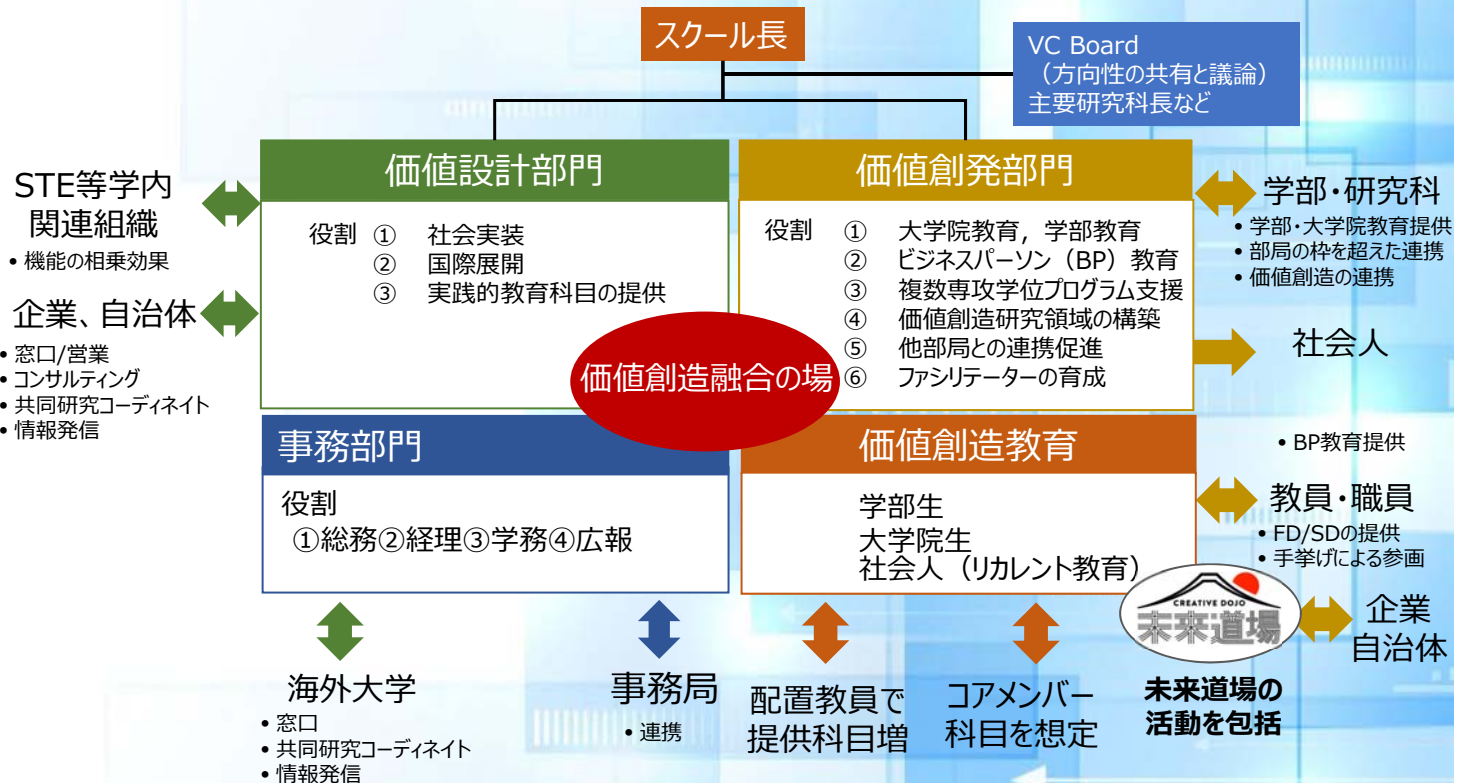 スクール長
VC Board
（方向性の共有と議論）
主要研究科長など
価値設計部門
役割 ① 社会実装
② 国際展開
③ 実践的教育科目の提供
価値創発部門
役割 ① 大学院教育，学部教育
② ビジネスパーソン（BP）教育
③ 複数専攻学位プログラム支援
④ 価値創造研究領域の構築
⑤ 他部局との連携促進
⑥ ファシリテーターの育成
価値創造融合の場
事務部門
役割
①総務②経理③学務④広報
価値創造教育
学部生
大学院生
社会人（リカレント教育）
STE等学内
関連組織
• 機能の相乗効果
企業、自治体
• 窓口/営業
• コンサルティング
• 共同研究コーディネイト
• 情報発信
学部・研究科
• 学部・大学院教育提供
• 部局の枠を超えた連携
• 価値創造の連携
社会人
• BP教育提供
教員・職員
• FD/SDの提供
• 手挙げによる参画
CREATIVE DOJO
未来道場
企業
自治体
未来道場の
活動を包括
海外大学
• 窓口
• 共同研究コーディネイト
• 情報発信
事務局
• 連携
配置教員で
提供科目増
コアメンバー
科目を想定